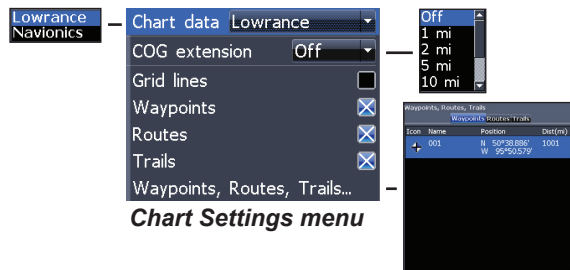 Lowrance
Navionics
Chart data Lowrance
COG extension Off
Grid lines
Waypoints
Routes
Trails
Waypoints, Routes, Trails...
Chart Settings menu
Off
1 mi
2 mi
5 mi
10 mi
Waypoints, Routes, Trails
Waypoints Routes Trails
Icon Name Position Dist(mi)
001 N 50°38.886' 1001
W 95°50.579'